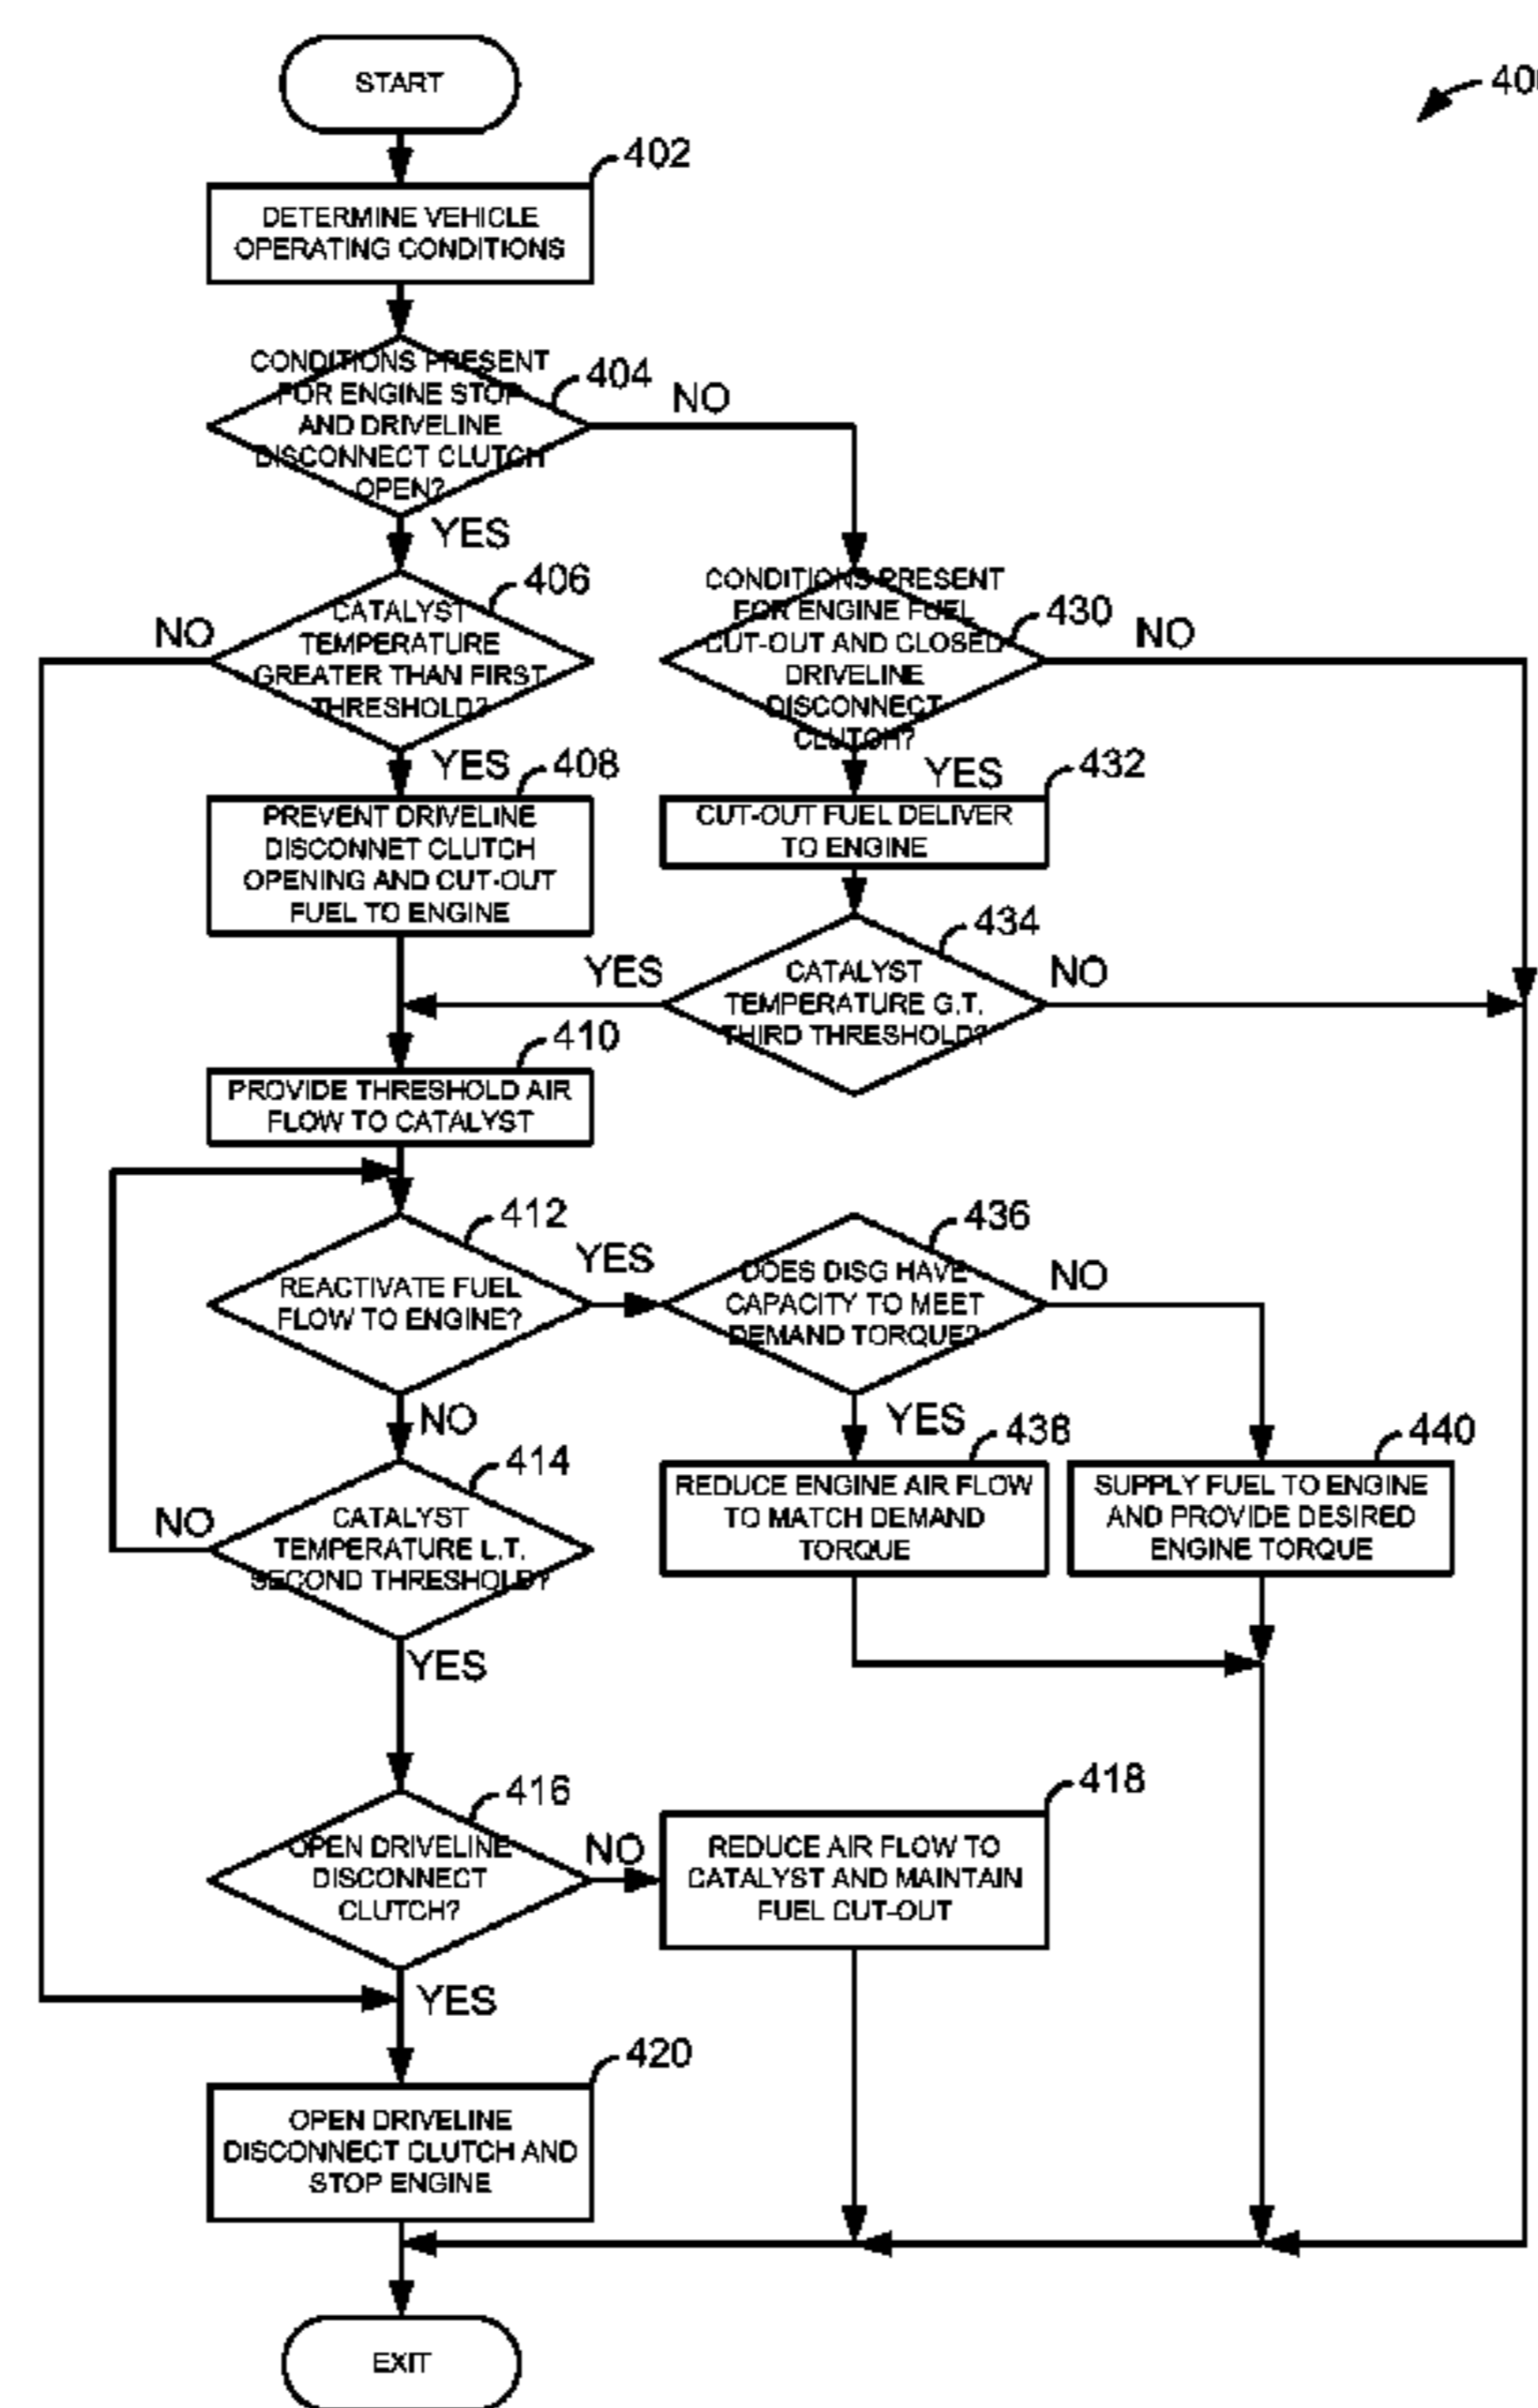 START
400
402
DETERMINE VEHICLE
OPERATING CONDITIONS
CONDITIONS PRESENT
FOR ENGINE STOP
AND DRIVELINE
DISCONNECT CLUTCH
OPEN?
404
NO
YES
406
CATALYST
TEMPERATURE
GREATER THAN FIRST
THRESHOLD?
NO
YES
CONDITIONS PRESENT
FOR ENGINE FUEL
CUT-OUT AND CLOSED
DRIVELINE
DISCONNECT
CLUTCH?
430
NO
YES
408
PREVENT DRIVELINE
DISCONNET CLUTCH
OPENING AND CUT-OUT
FUEL TO ENGINE
432
CUT-OUT FUEL DELIVER
TO ENGINE
434
CATALYST
TEMPERATURE G.T.
THIRD THRESHOLD?
YES
NO
410
PROVIDE THRESHOLD AIR
FLOW TO CATALYST
412
REACTIVATE FUEL
FLOW TO ENGINE?
YES
NO
436
DOES DISG HAVE
CAPACITY TO MEET
DEMAND TORQUE?
NO
YES
414
CATALYST
TEMPERATURE L.T.
SECOND THRESHOLD?
NO
YES
438
REDUCE ENGINE AIR FLOW
TO MATCH DEMAND
TORQUE
440
SUPPLY FUEL TO ENGINE
AND PROVIDE DESIRED
ENGINE TORQUE
416
OPEN DRIVELINE
DISCONNECT
CLUTCH?
NO
YES
418
REDUCE AIR FLOW TO
CATALYST AND MAINTAIN
FUEL CUT-OUT
420
OPEN DRIVELINE
DISCONNECT CLUTCH AND
STOP ENGINE
EXIT